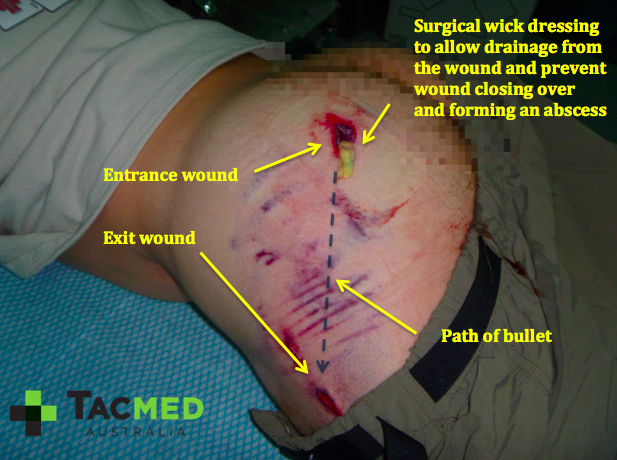 Surgical wick dressing
to allow drainage from
the wound and prevent
wound closing over
and forming an abscess
Entrance wound
Exit wound
Path of bullet
TACMED
AUSTRALIA